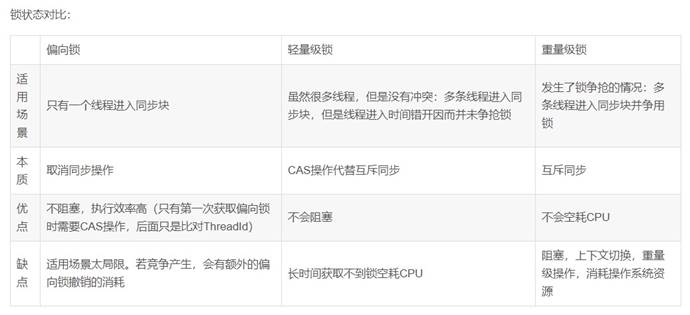 锁状态对比：
偏向锁
轻量级锁
重量级锁
适用场景
只有一个线程进入同步块
虽然很多线程，但是没有冲突：多条线程进入同
步块，但是线程进入时间错开因而并未争抢锁
发生了锁争抢的情况：多
条线程进入同步块并争用
锁
本质
取消同步操作
CAS操作代替互斥同步
互斥同步
优点
不阻塞，执行效率高（只有第一次获取偏向锁
时需要CAS操作，后面只是比对ThreadId）
不会阻塞
不会空耗CPU
缺点
适用场景太局限。若竞争产生，会有额外的偏
向锁撤销的消耗
长时间获取不到锁空耗CPU
阻塞，上下文切换，重量
级操作，消耗操作系统资
源